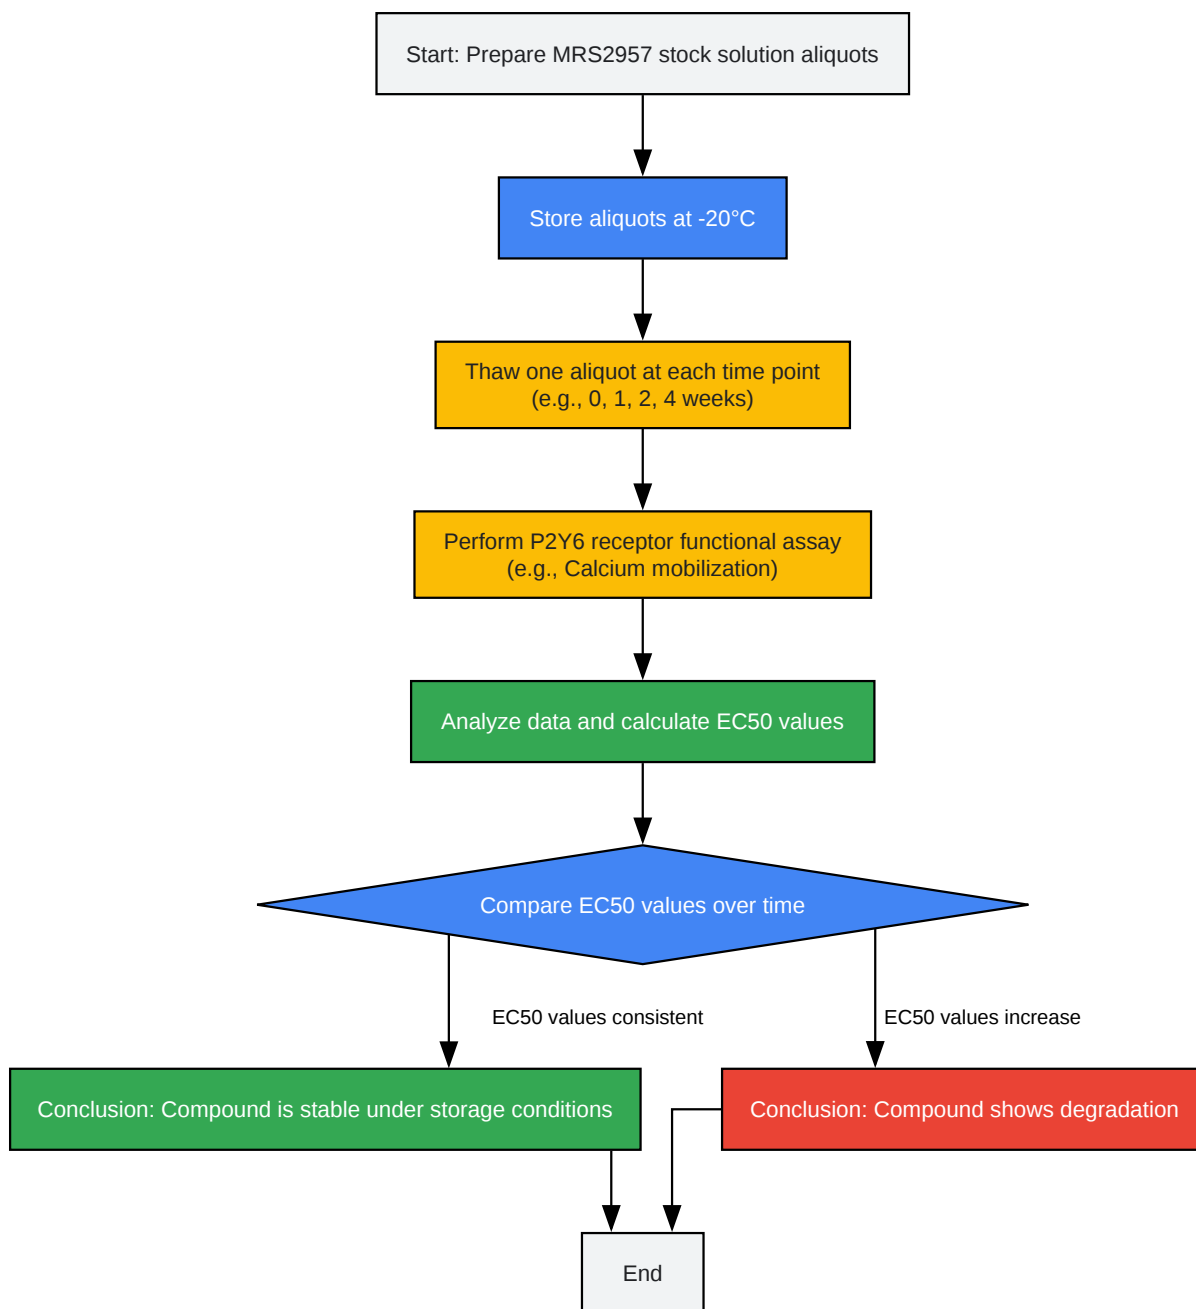 Start: Prepare MRS2957 stock solution aliquots
Store aliquots at -20°C
Thaw one aliquot at each time point
(e.g., 0, 1, 2, 4 weeks)
Perform P2Y6 receptor functional assay
(e.g., Calcium mobilization)
Analyze data and calculate EC50 values
Compare EC50 values over time
EC50 values consistent
EC50 values increase
Conclusion: Compound is stable under storage conditions
Conclusion: Compound shows degradation
End